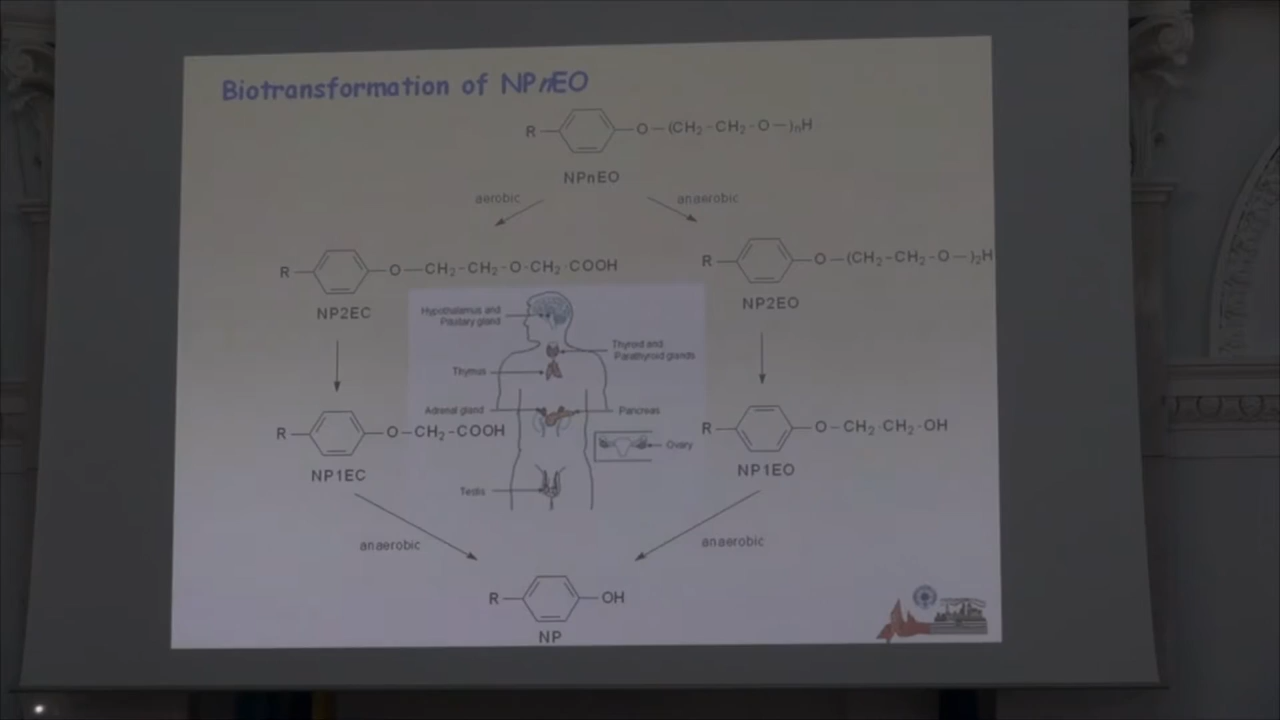 Biotransformation of NPnEO
R O-(CH2-CH2-O-)nH
NPnEO
aerobic
anaerobic
R O-CH2-CH2-O-CH2-COOH
NP2EC
R O-(CH2-CH2-O-)2H
NP2EO
Hypothalamus and
Pituitary gland
Thyroid and
Parathyroid glands
Thymus
Adrenal gland
Pancreas
Ovary
Testis
R O-CH2-COOH
NP1EC
R O-CH2-CH2-OH
NP1EO
anaerobic
anaerobic
R OH
NP